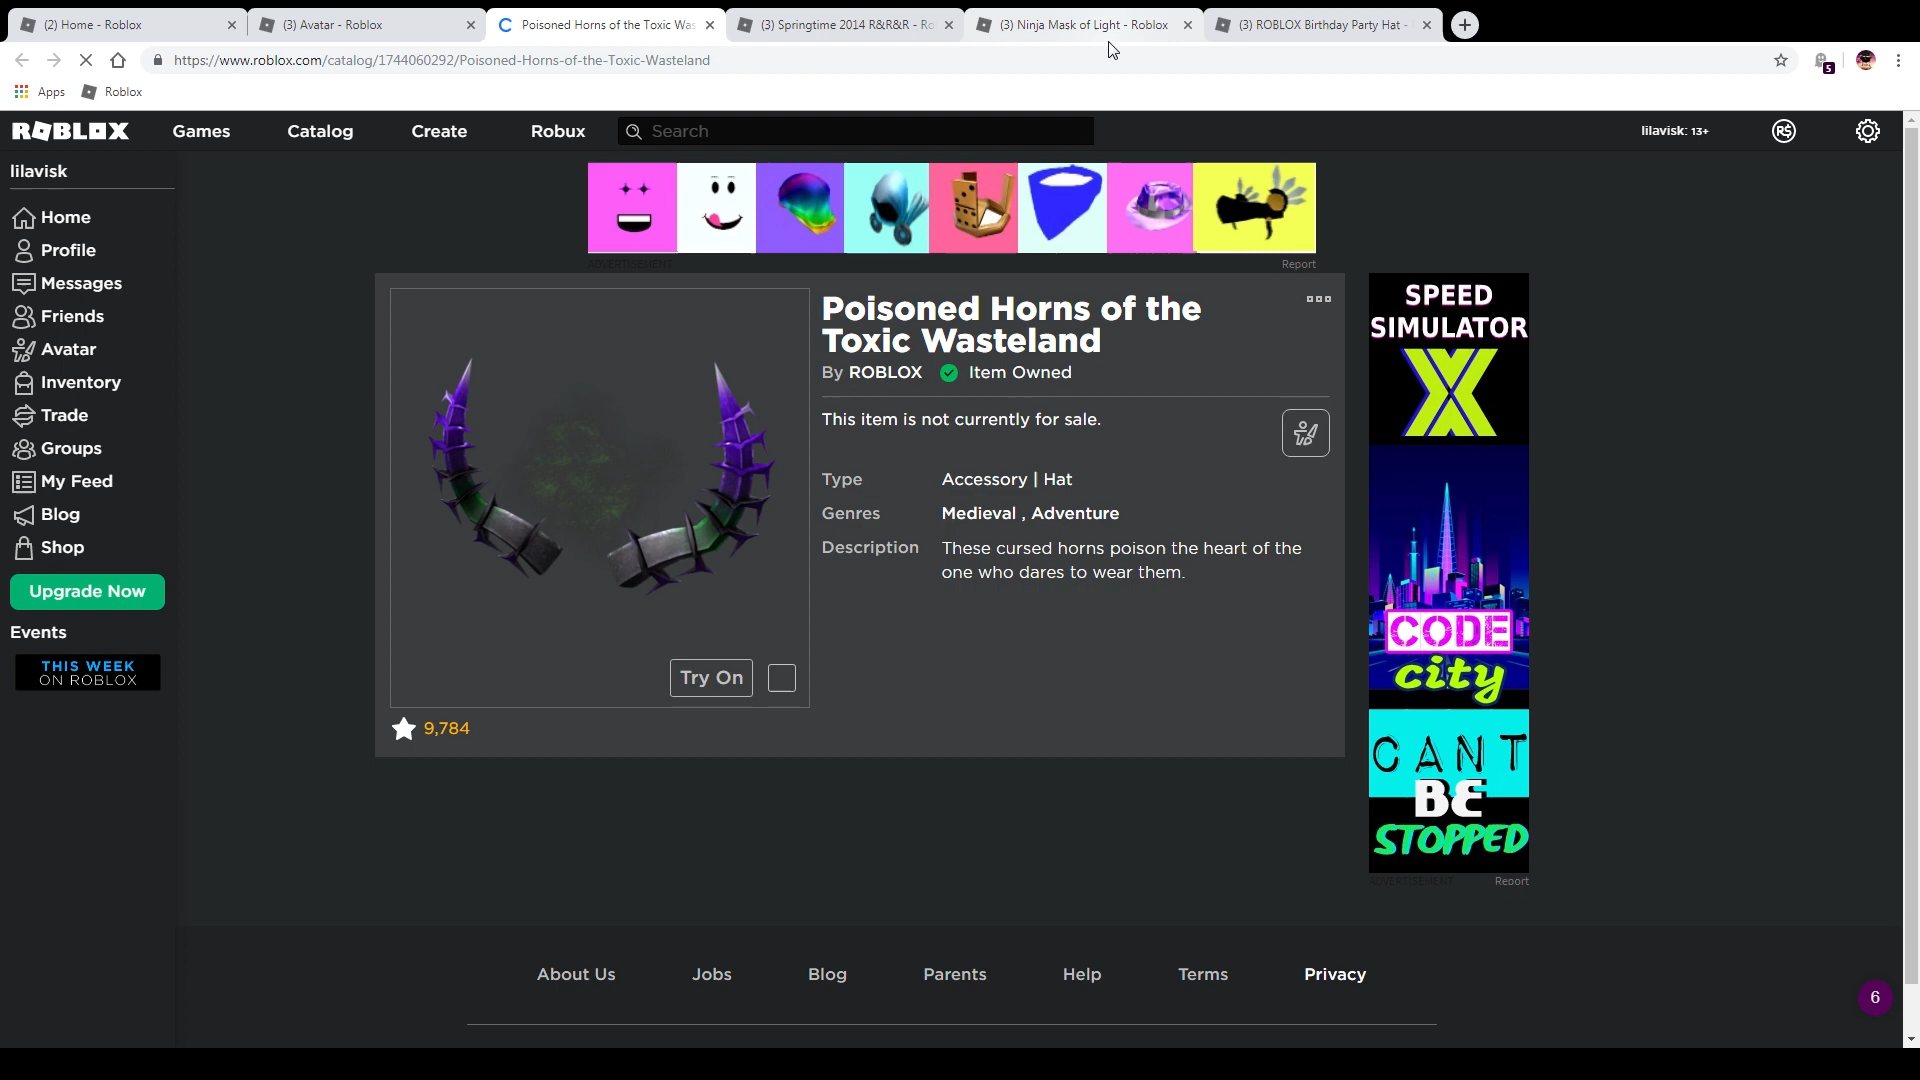 (2) Home - Roblox
(3) Avatar - Roblox
Poisoned Horns of the Toxic Was
(3) Springtime 2014 R&R&R - Ro
(3) Ninja Mask of Light - Roblox
(3) ROBLOX Birthday Party Hat -
https://www.roblox.com/catalog/1744060292/Poisoned-Horns-of-the-Toxic-Wasteland
5
Apps
Roblox
ROBLOX
Games
Catalog
Create
Robux
Search
lilavisk: 13+
R$
lilavisk
Home
Profile
Messages
Friends
Avatar
Inventory
Trade
Groups
My Feed
Blog
Shop
Upgrade Now
Events
THIS WEEK
ON ROBLOX
ADVERTISEMENT
Report
Poisoned Horns of the
Toxic Wasteland
By ROBLOX
Item Owned
This item is not currently for sale.
Type
Accessory | Hat
Genres
Medieval , Adventure
Description
These cursed horns poison the heart of the
one who dares to wear them.
Try On
9,784
SPEED
SIMULATOR
X
CODE
city
CANT
BE
STOPPED
ADVERTISEMENT
Report
About Us
Jobs
Blog
Parents
Help
Terms
Privacy
6